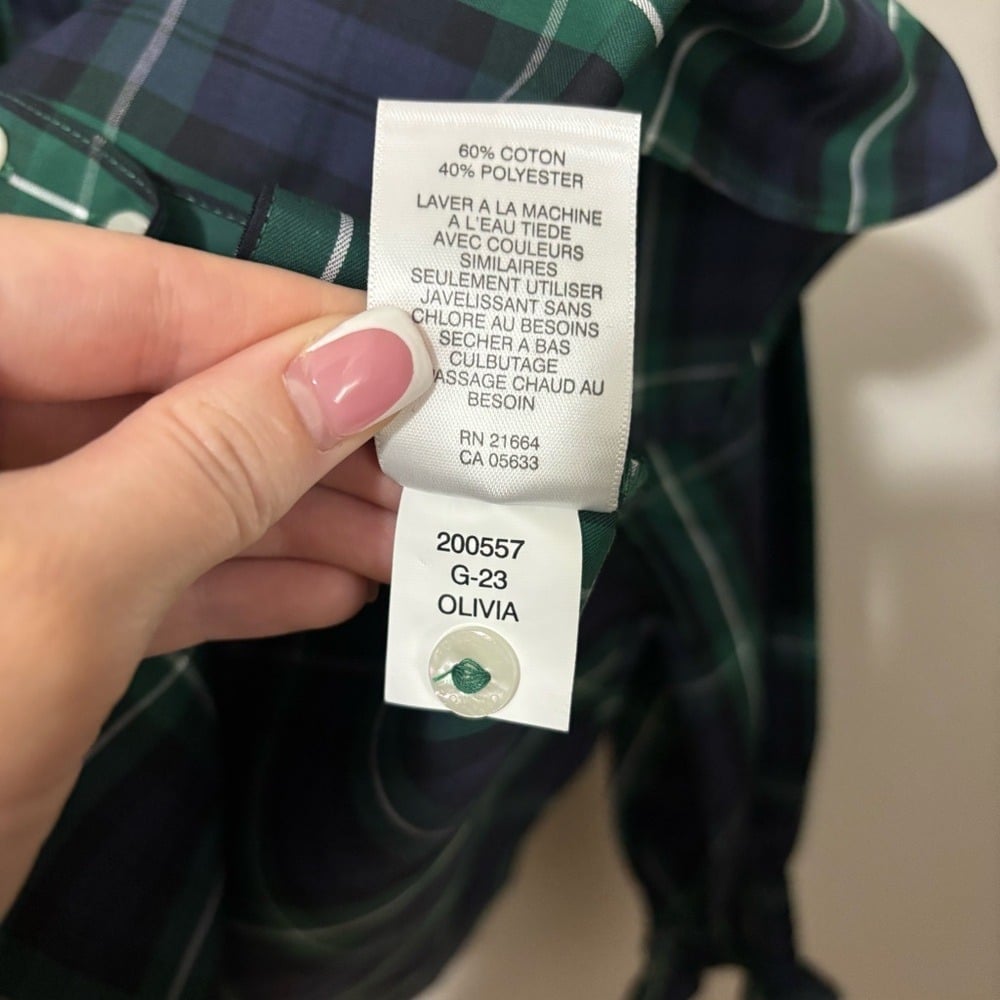 60% COTON
40% POLYESTER
LAVER A LA MACHINE
A L'EAU TIEDE
AVEC COULEURS
SIMILAIRES
SEULEMENT UTILISER
JAVELISSANT SANS
CHLORE AU BESOINS
SECHER A BAS
CULBUTAGE
CHAUD AU
BESOIN
RN 21664
CA 05633
200557
G-23
OLIVIA